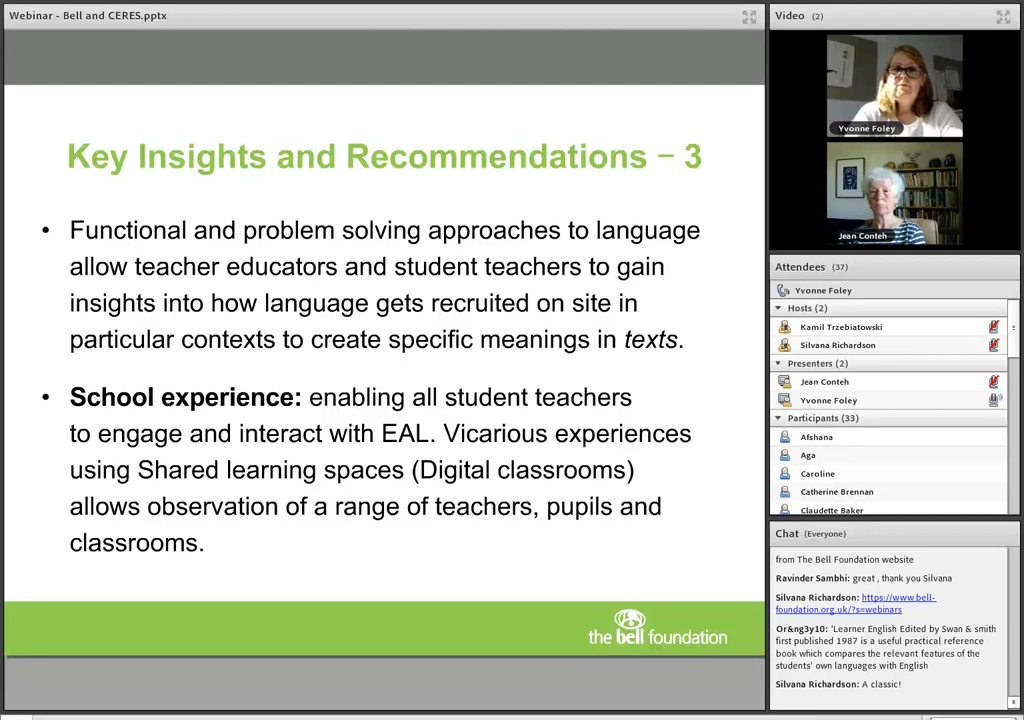 Webinar - Bell and CERES.pptx
Key Insights and Recommendations – 3
• Functional and problem solving approaches to language
allow teacher educators and student teachers to gain
insights into how language gets recruited on site in
particular contexts to create specific meanings in texts.
• School experience: enabling all student teachers
to engage and interact with EAL. Vicarious experiences
using Shared learning spaces (Digital classrooms)
allows observation of a range of teachers, pupils and
classrooms.
the bell foundation
Video (2)
Yvonne Foley
Jean Conteh
Attendees (37)
Yvonne Foley
Hosts (2)
Kamil Trzebiatowski
Silvana Richardson
Presenters (2)
Jean Conteh
Yvonne Foley
Participants (33)
Afshana
Aga
Caroline
Catherine Brennan
Claudette Baker
Chat (Everyone)
from The Bell Foundation website
Ravinder Sambhi: great , thank you Silvana
Silvana Richardson: https://www.bell-
foundation.org.uk/?s=webinars
Or&ng3y10: 'Learner English Edited by Swan & smith
first published 1987 is a useful practical reference
book which compares the relevant features of the
students' own languages with English
Silvana Richardson: A classic!